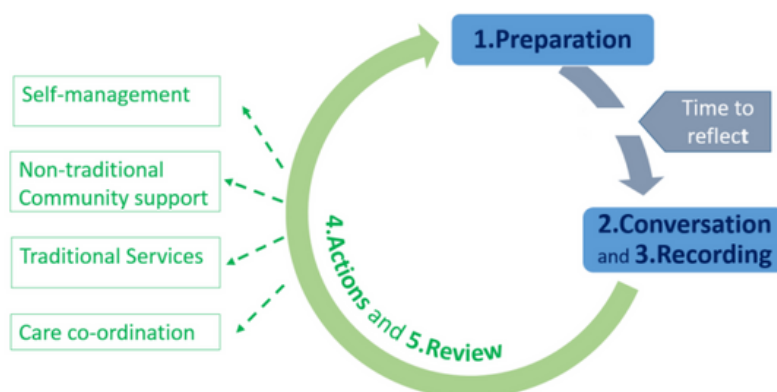 1.Preparation
Time to
reflect
2.Conversation
and 3.Recording
4.Actions and 5.Review
Self-management
Non-traditional
Community support
Traditional Services
Care co-ordination